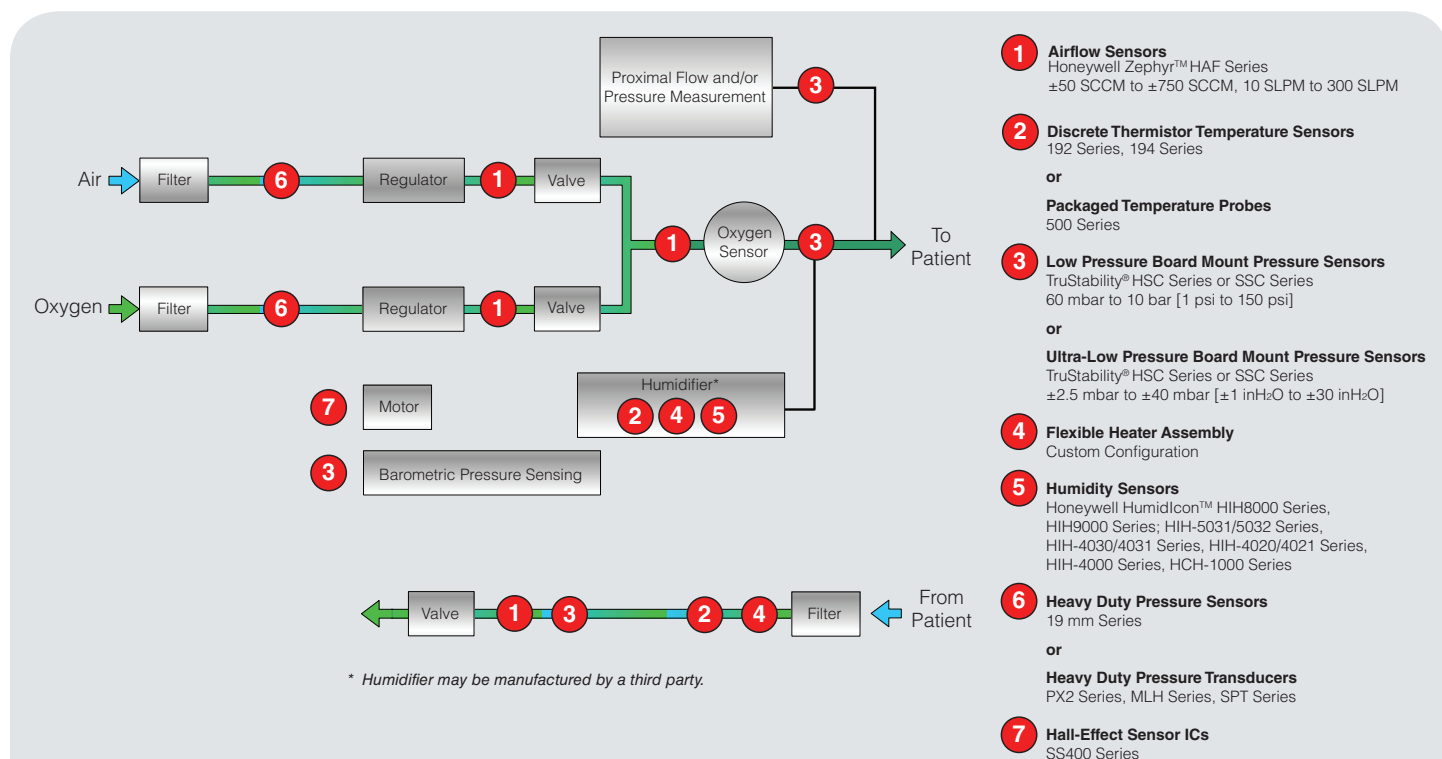 Proximal Flow and/or
Pressure Measurement
3
Air
Filter
6
Regulator
1
Valve
1
Oxygen
Sensor
3
To
Patient
Oxygen
Filter
6
Regulator
1
Valve
7
Motor
Humidifier*
2 4 5
3
Barometric Pressure Sensing
Valve
1
3
2
4
Filter
From
Patient
* Humidifier may be manufactured by a third party.
1 Airflow Sensors
Honeywell Zephyr™ HAF Series
±50 SCCM to ±750 SCCM, 10 SLPM to 300 SLPM
2 Discrete Thermistor Temperature Sensors
192 Series, 194 Series
or
Packaged Temperature Probes
500 Series
3 Low Pressure Board Mount Pressure Sensors
TruStability® HSC Series or SSC Series
60 mbar to 10 bar [1 psi to 150 psi]
or
Ultra-Low Pressure Board Mount Pressure Sensors
TruStability® HSC Series or SSC Series
±2.5 mbar to ±40 mbar [±1 inH₂O to ±30 inH₂O]
4 Flexible Heater Assembly
Custom Configuration
5 Humidity Sensors
Honeywell HumidIcon™ HIH8000 Series,
HIH9000 Series; HIH-5031/5032 Series,
HIH-4030/4031 Series, HIH-4020/4021 Series,
HIH-4000 Series, HCH-1000 Series
6 Heavy Duty Pressure Sensors
19 mm Series
or
Heavy Duty Pressure Transducers
PX2 Series, MLH Series, SPT Series
7 Hall-Effect Sensor ICs
SS400 Series